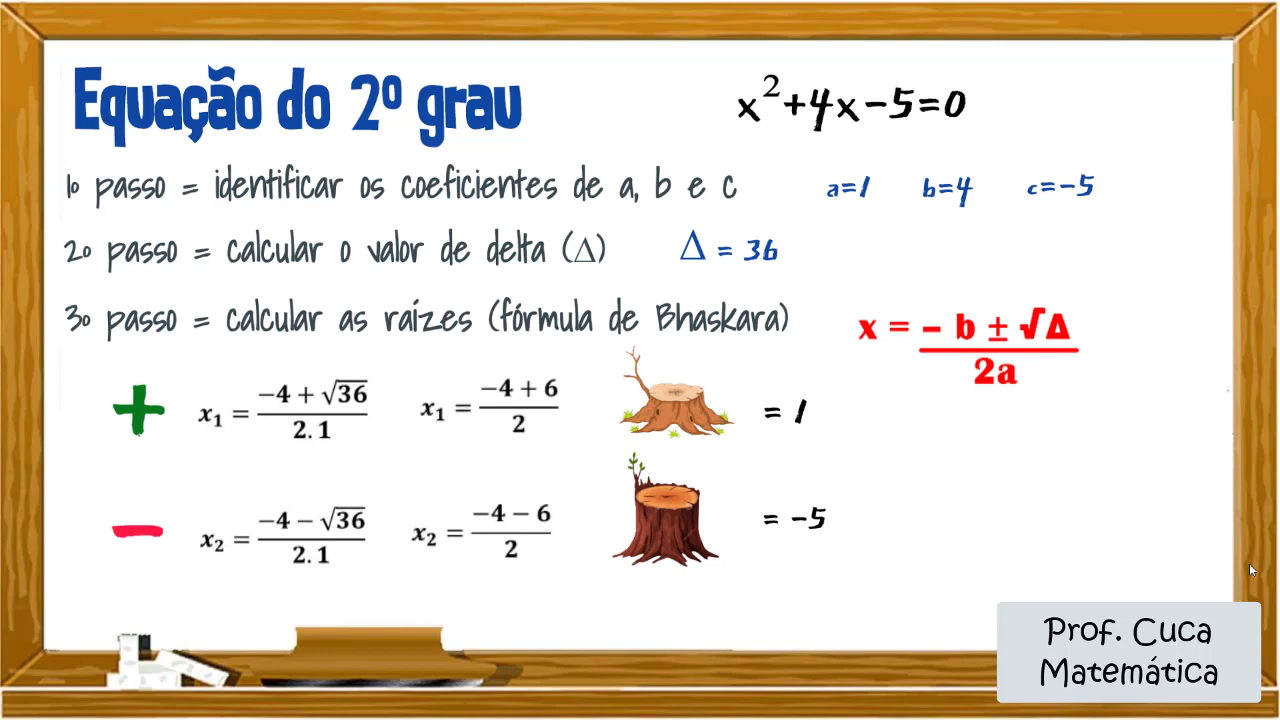 Equação do 2º grau
x²+4x-5=0
1º passo = identificar os coeficientes de a, b e c
a=1 b=4 c=-5
2º passo = calcular o valor de delta (Δ)
Δ = 36
3º passo = calcular as raízes (fórmula de Bhaskara)
x = (- b ± √Δ)/2a
+ x₁ = (-4 + √36)/2.1 x₁ = (-4 + 6)/2 = 1
- x₂ = (-4 - √36)/2.1 x₂ = (-4 - 6)/2 = -5
Prof. Cuca
Matemática